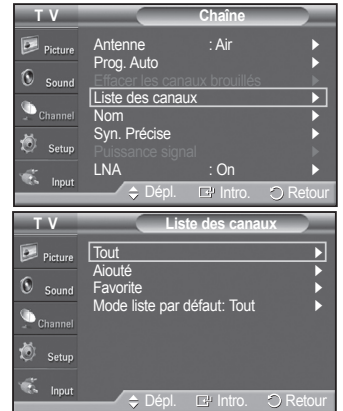 T V Chaîne
Picture
Sound
Channel
Setup
Input
Antenne : Air
Prog. Auto
Effacer les canaux brouillés
Liste des canaux
Nom
Syn. Précise
Puissance signal
LNA : On
Dépl. Intro. Retour
T V Liste des canaux
Picture
Sound
Channel
Setup
Input
Tout
Aiouté
Favorite
Mode liste par défaut: Tout
Dépl. Intro. Retour